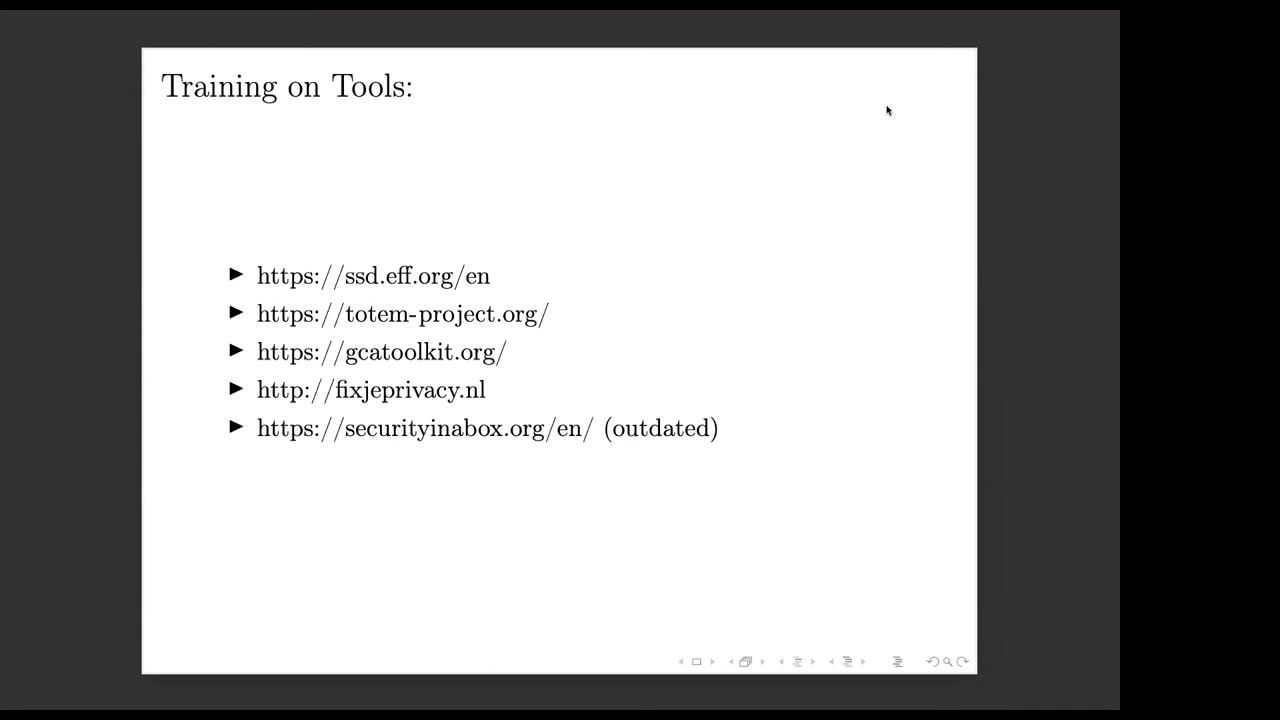 Training on Tools:
https://ssd.eff.org/en
https://totem-project.org/
https://gcatoolkit.org/
http://fixjeprivacy.nl
https://securityinabox.org/en/ (outdated)